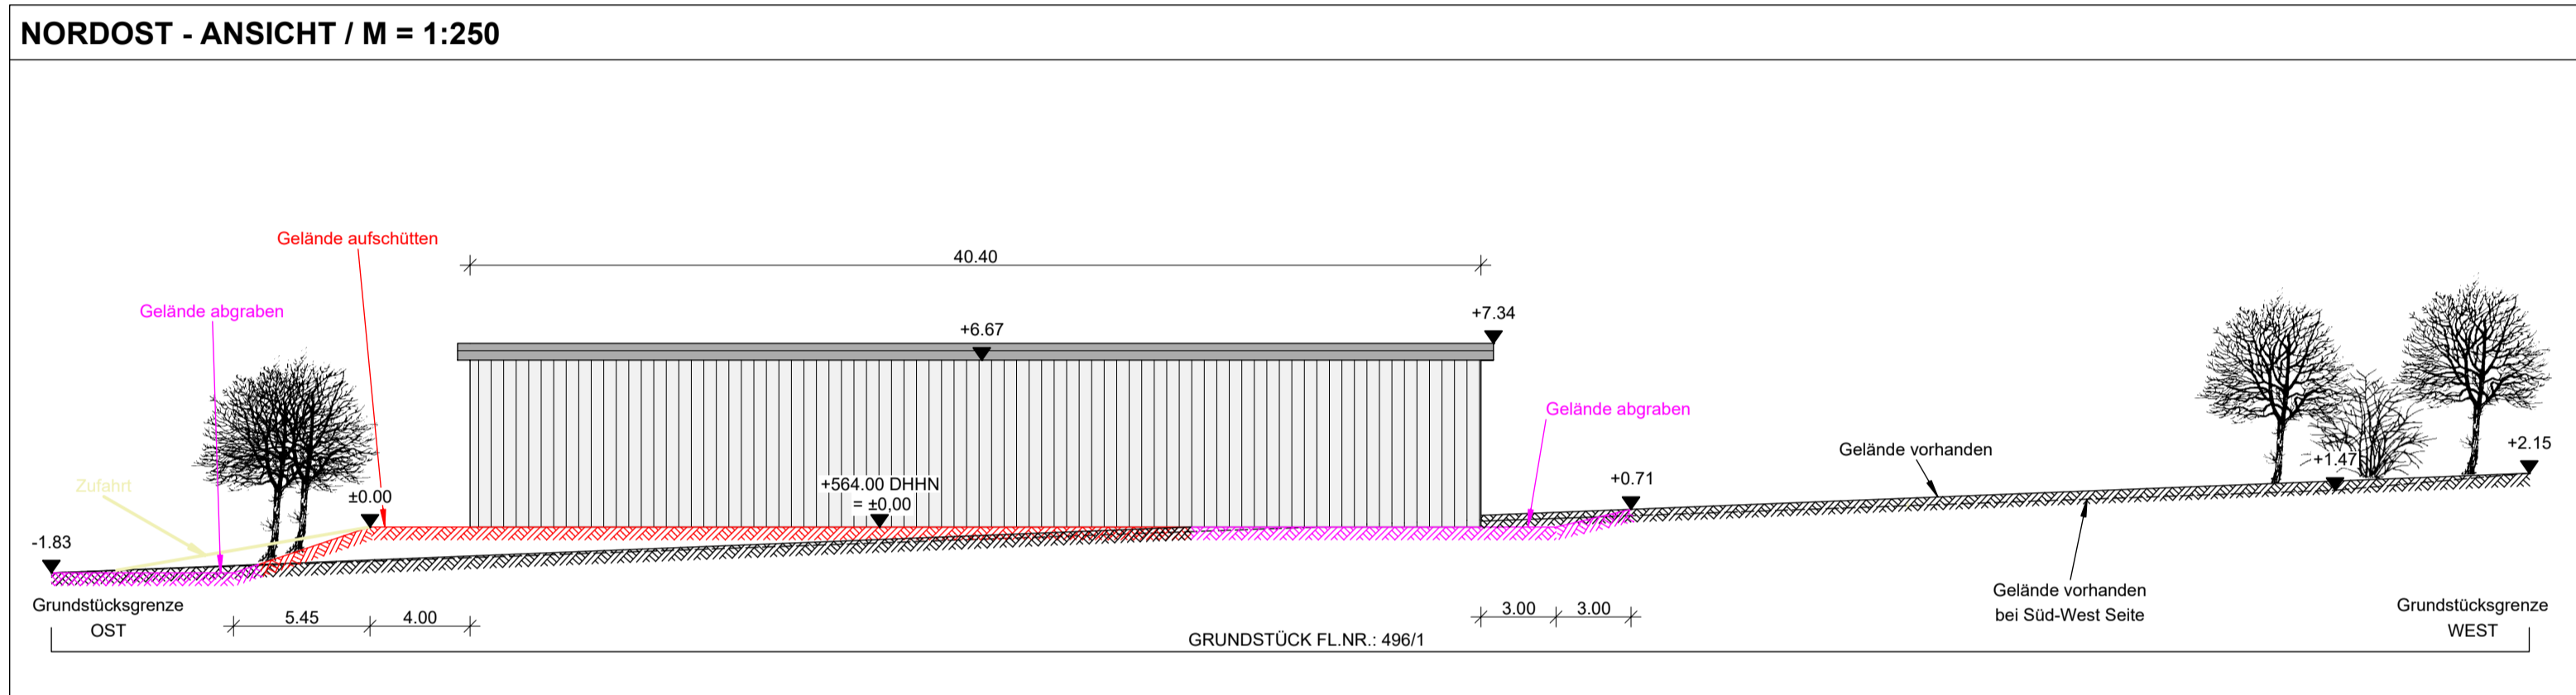 NORDOST - ANSICHT / M = 1:250
Gelände aufschütten
40.40
Gelände abgraben
+7.34
+6.67
Gelände abgraben
Gelände vorhanden
+2.15
+1.47
Zufahrt
±0.00
+564.00 DHHN
= ±0,00
+0.71
-1.83
Grundstücksgrenze
OST
5.45
4.00
3.00
3.00
Gelände vorhanden
bei Süd-West Seite
Grundstücksgrenze
WEST
GRUNDSTÜCK FL.NR.: 496/1